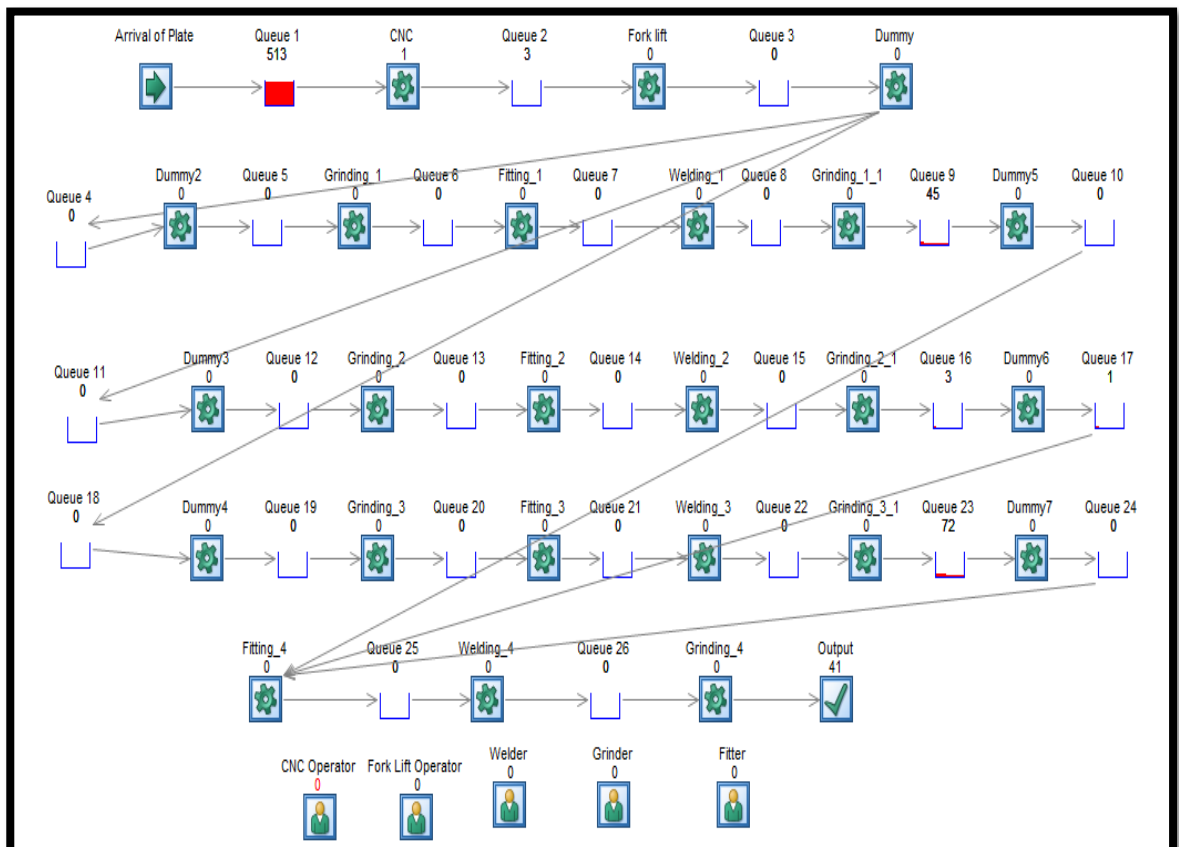 Arrival of Plate Queue 1 CNC Queue 2 Fork lift Queue 3 Dummy
513 1 3 0 0 0
Queue 4 Dummy2 Queue 5 Grinding_1 Queue 6 Fitting_1 Queue 7 Welding_1 Queue 8 Grinding_1_1 Queue 9 Dummy5 Queue 10
0 0 0 0 0 0 0 0 0 0 45 0 0
Queue 11 Dummy3 Queue 12 Grinding_2 Queue 13 Fitting_2 Queue 14 Welding_2 Queue 15 Grinding_2_1 Queue 16 Dummy6 Queue 17
0 0 0 0 0 0 0 0 0 0 3 0 1
Queue 18 Dummy4 Queue 19 Grinding_3 Queue 20 Fitting_3 Queue 21 Welding_3 Queue 22 Grinding_3_1 Queue 23 Dummy7 Queue 24
0 0 0 0 0 0 0 0 0 0 72 0 0
Fitting_4 Queue 25 Welding_4 Queue 26 Grinding_4 Output
0 0 0 0 0 41
CNC Operator Fork Lift Operator Welder Grinder Fitter
0 0 0 0 0